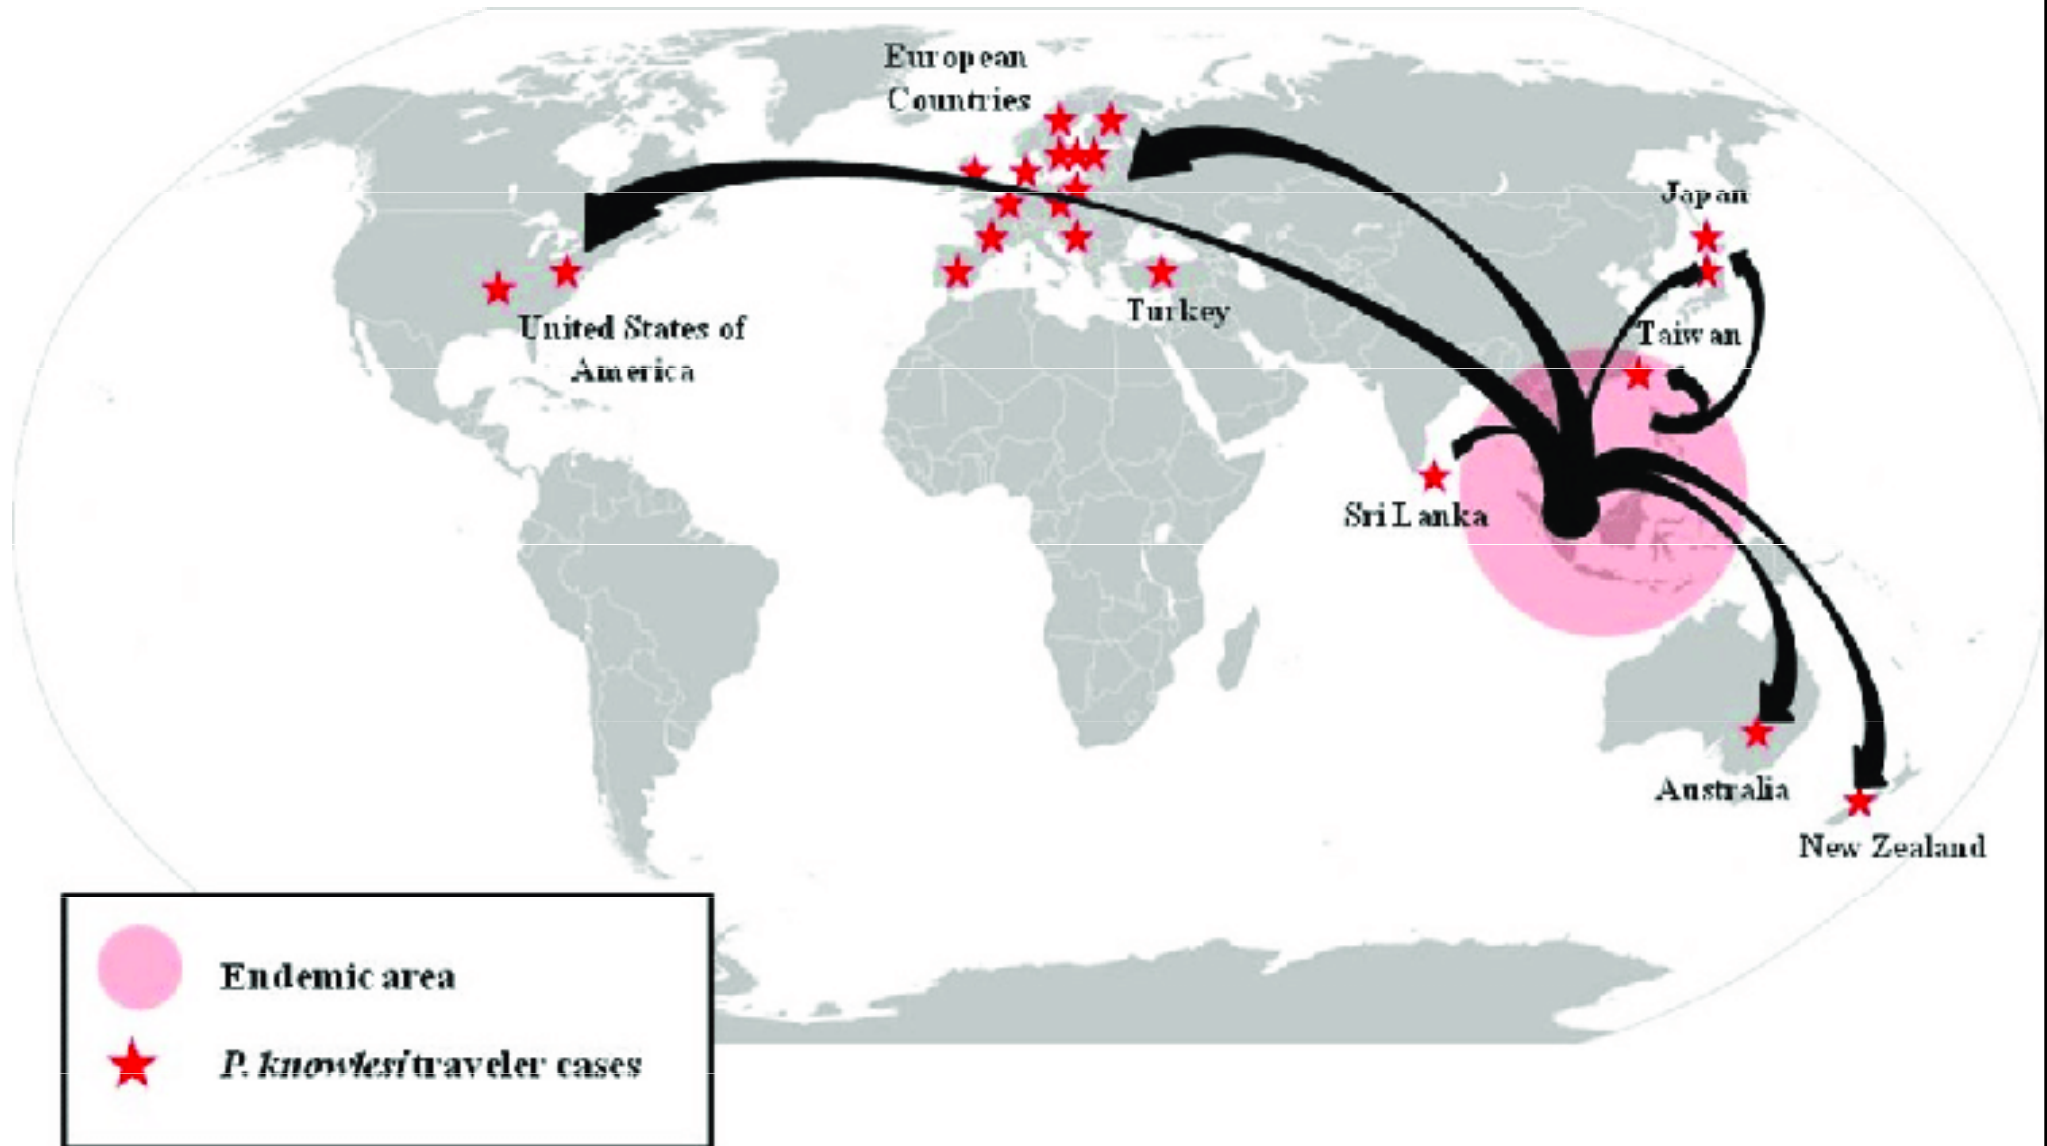 European
Countries
Japan
Turkey
Taiwan
United States of
America
Sri Lanka
Australia
New Zealand
Endemic area
P. knowlesi traveler cases